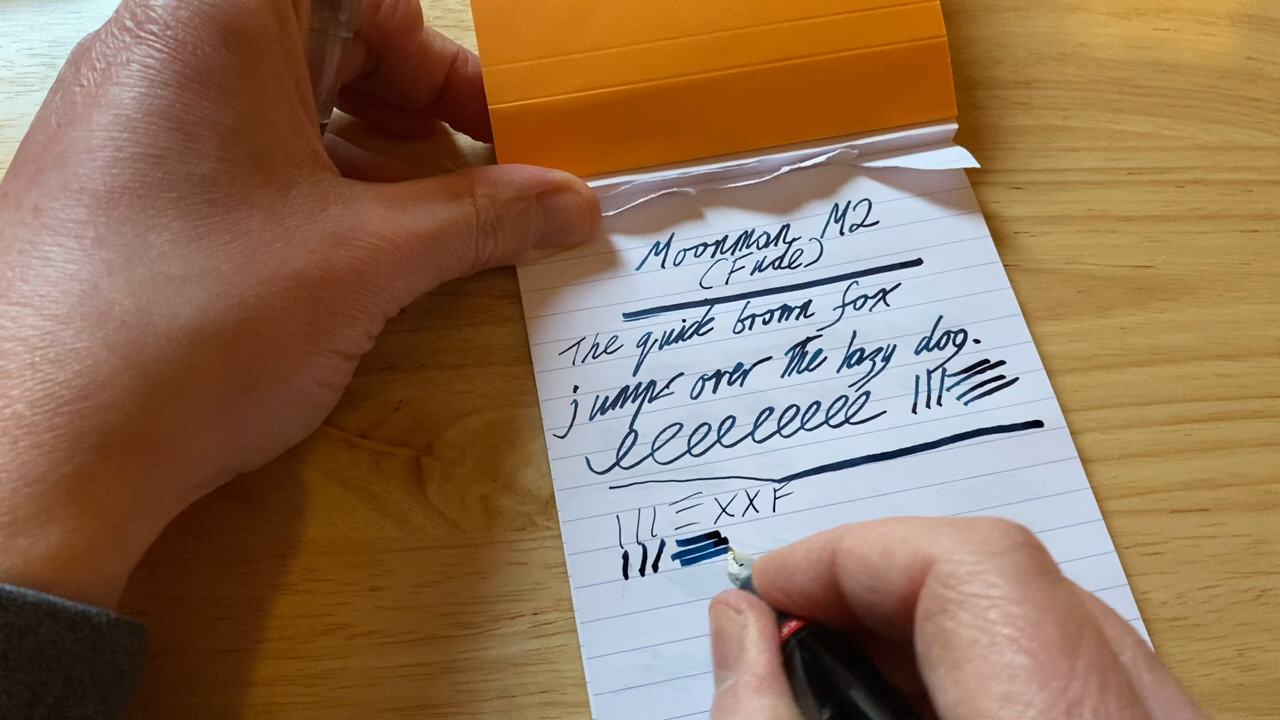 Moonman M2
(Fude)
The quick brown fox
jumps over the lazy dog.
XXF